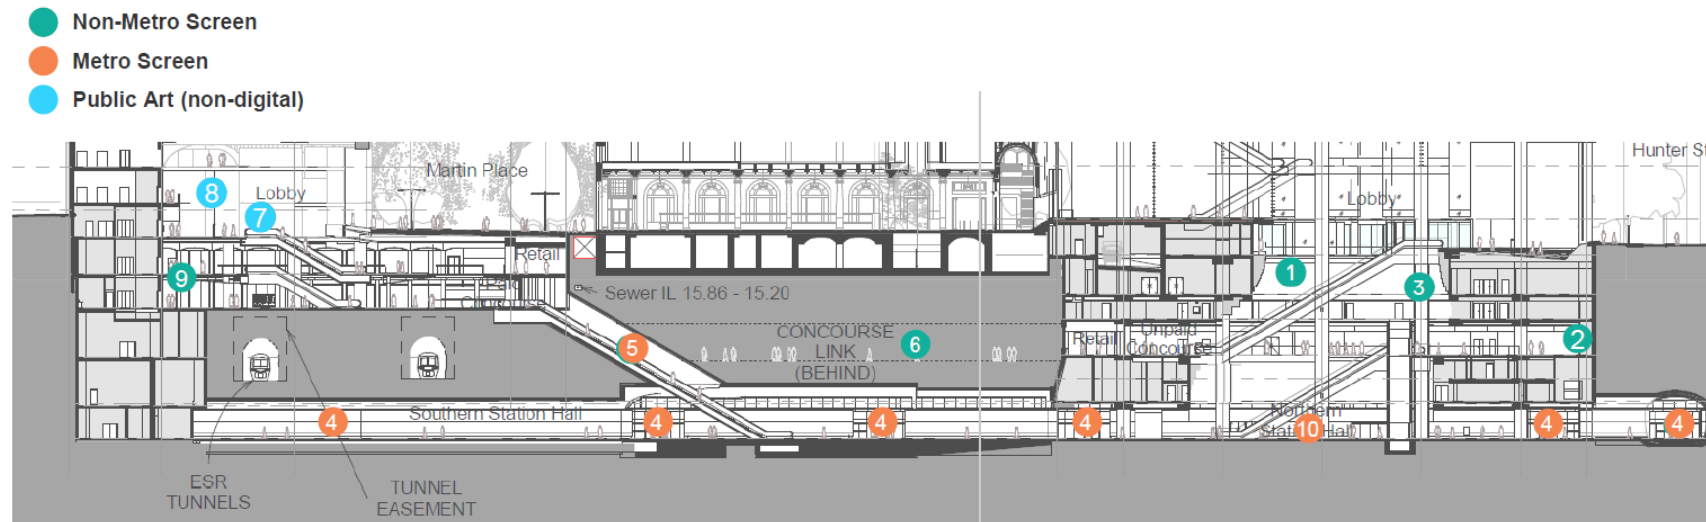 Non-Metro Screen
Metro Screen
Public Art (non-digital)
Hunter St
Martin Place
8
Lobby
7
Lobby
Retail
9
Paid
Concourse
Sewer IL 15.86 - 15.20
1
3
CONCOURSE
LINK
(BEHIND)
6
5
Retail
Unpaid
Concourse
2
4
Southern Station Hall
4
4
4
Northern
Station Hall
10
4
4
ESR
TUNNELS
TUNNEL
EASEMENT